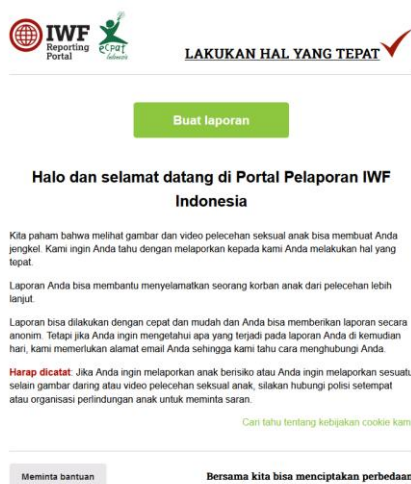 IWF
Reporting
Portal
ecpat
Indonesia
LAKUKAN HAL YANG TEPAT
Buat laporan
Halo dan selamat datang di Portal Pelaporan IWF
Indonesia
Kita paham bahwa melihat gambar dan video pelecehan seksual anak bisa membuat Anda
jengkel. Kami ingin Anda tahu dengan melaporkan kepada kami Anda melakukan hal yang
tepat.
Laporan Anda bisa membantu menyelamatkan seorang korban anak dari pelecehan lebih
lanjut.
Laporan bisa dilakukan dengan cepat dan mudah dan Anda bisa memberikan laporan secara
anonim. Tetapi jika Anda ingin mengetahui apa yang terjadi pada laporan Anda di kemudian
hari, kami memerlukan alamat email Anda sehingga kami tahu cara menghubungi Anda.
Harap dicatat: Jika Anda ingin melaporkan anak berisiko atau Anda ingin melaporkan sesuatu
selain gambar daring atau video pelecehan seksual anak, silakan hubungi polisi setempat
atau organisasi perlindungan anak untuk meminta saran.
Cari tahu tentang kebijakan cookie kam
Meminta bantuan
Bersama kita bisa menciptakan perbedaan